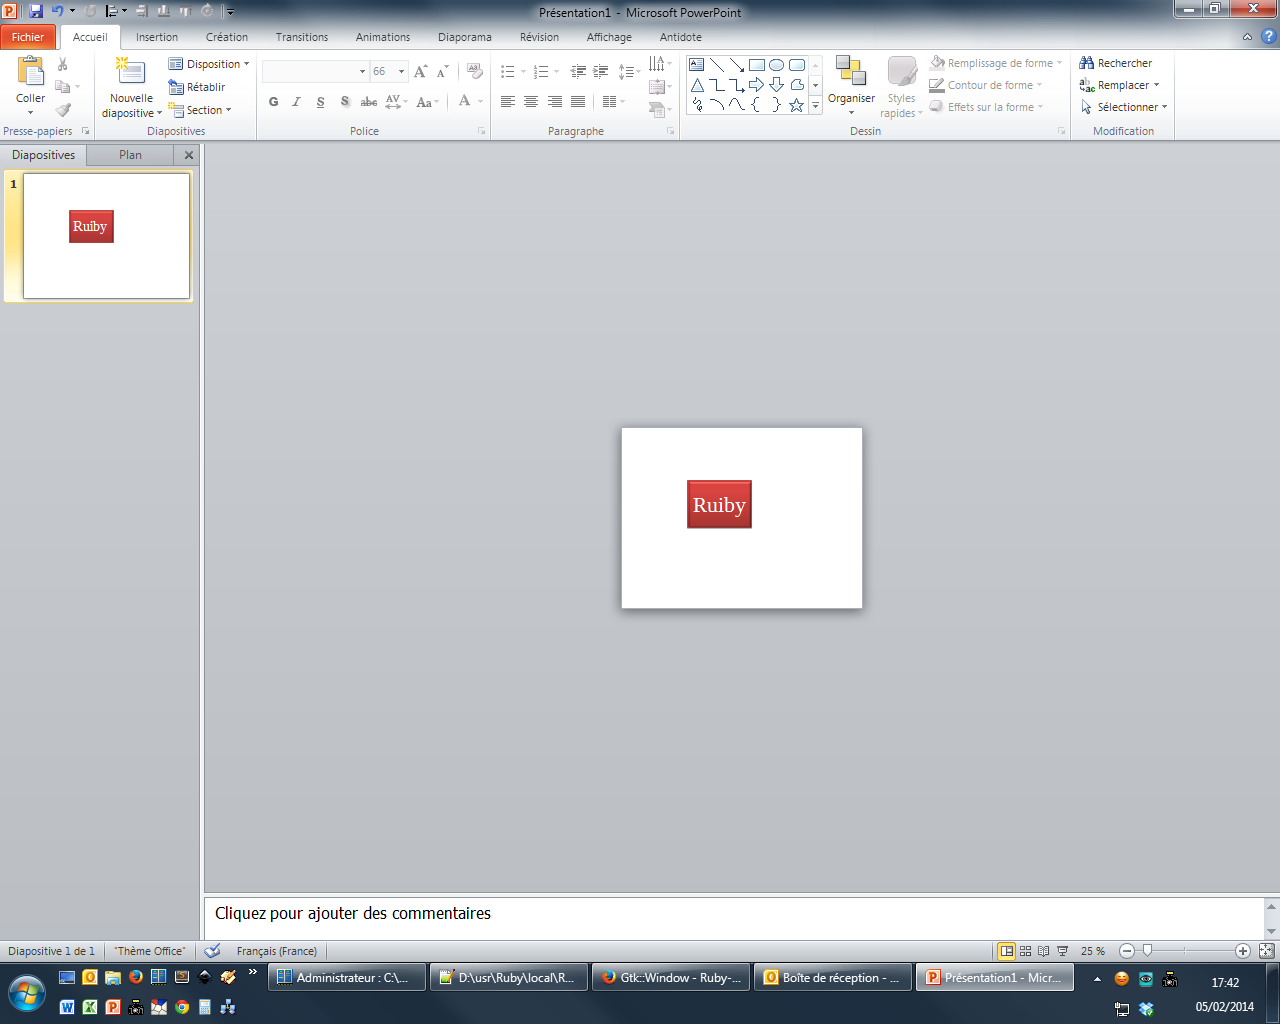 Présentation1 - Microsoft PowerPoint
Fichier Accueil Insertion Création Transitions Animations Diaporama Révision Affichage Antidote
Coller
Presse-papiers
Nouvelle diapositive
Disposition
Rétablir
Section
Diapositives
66
G I S S abc AV Aa A
Police
Paragraphe
Organiser
Styles rapides
Remplissage de forme
Contour de forme
Effets sur la forme
Dessin
Rechercher
Remplacer
Sélectionner
Modification
Diapositives Plan
1
Ruiby
Ruiby
Cliquez pour ajouter des commentaires
Diapositive 1 de 1 "Thème Office" Français (France) 25 %
Administrateur : C:\... D:\usr\Ruby\local\R... Gtk::Window - Ruby-... Boîte de réception - ... Présentation1 - Micr...
17:42
05/02/2014